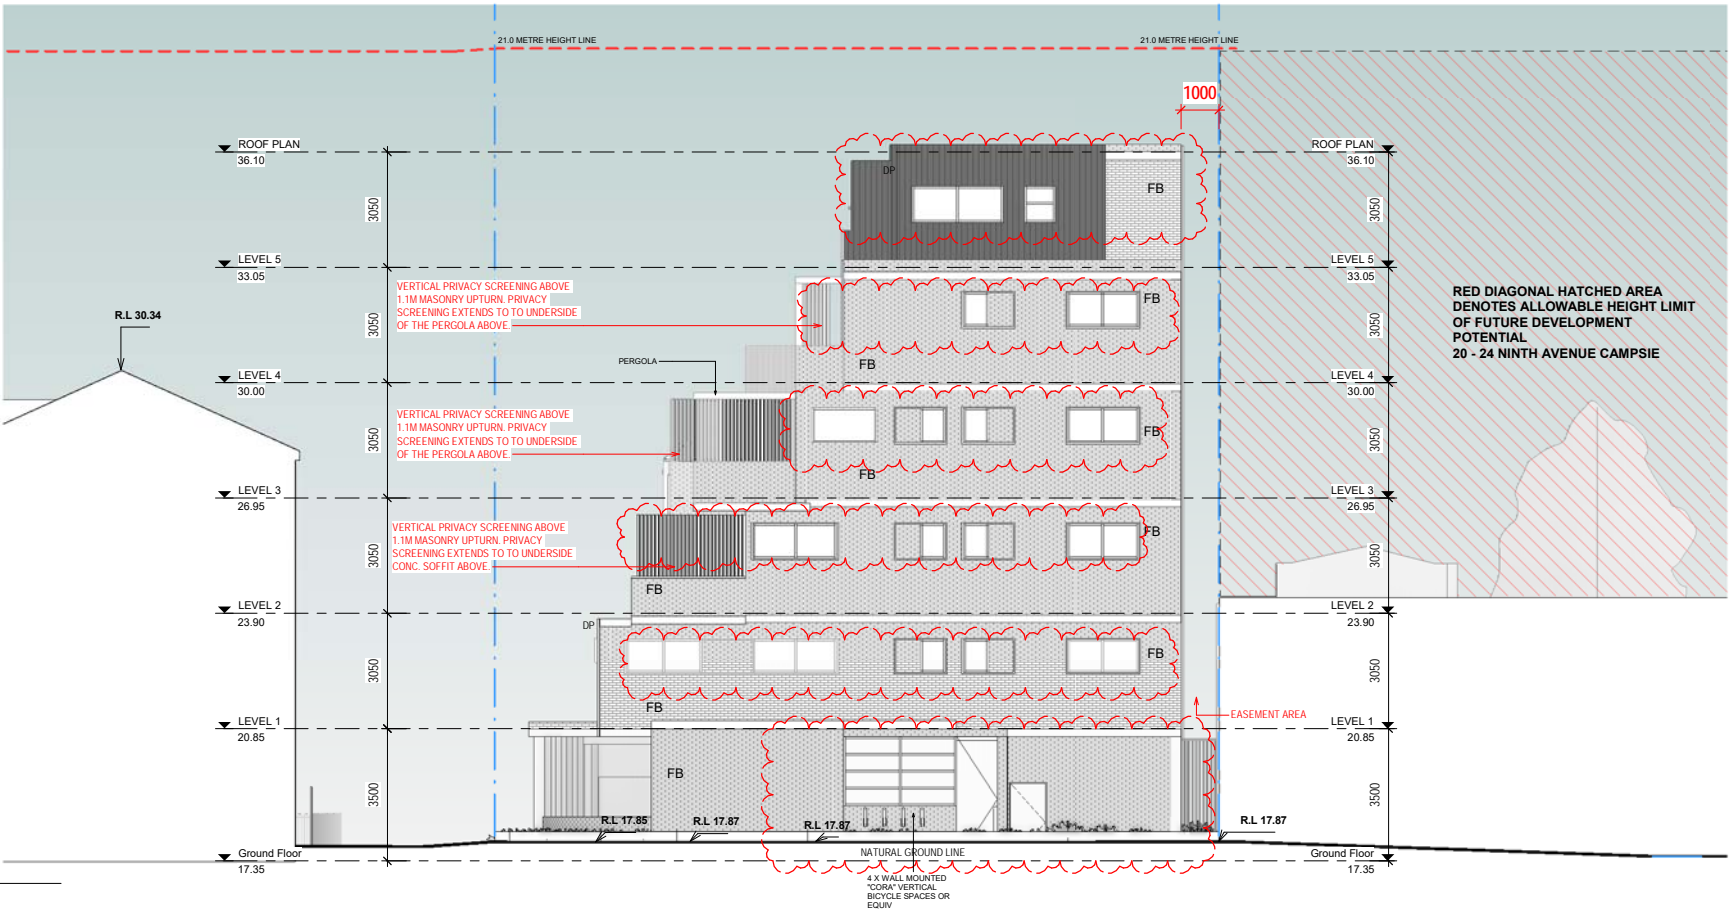 21.0 METRE HEIGHT LINE
21.0 METRE HEIGHT LINE
1000
ROOF PLAN
36.10
ROOF PLAN
36.10
DP
FB
3050
3050
LEVEL 5
33.05
LEVEL 5
33.05
VERTICAL PRIVACY SCREENING ABOVE
1.1M MASONRY UPTURN. PRIVACY
SCREENING EXTENDS TO TO UNDERSIDE
OF THE PERGOLA ABOVE.
FB
RED DIAGONAL HATCHED AREA
DENOTES ALLOWABLE HEIGHT LIMIT
OF FUTURE DEVELOPMENT
POTENTIAL
20 - 24 NINTH AVENUE CAMPSIE
R.L 30.34
3050
3050
PERGOLA
FB
LEVEL 4
30.00
LEVEL 4
30.00
VERTICAL PRIVACY SCREENING ABOVE
1.1M MASONRY UPTURN. PRIVACY
SCREENING EXTENDS TO TO UNDERSIDE
OF THE PERGOLA ABOVE.
3050
FB
3050
FB
LEVEL 3
26.95
LEVEL 3
26.95
VERTICAL PRIVACY SCREENING ABOVE
1.1M MASONRY UPTURN. PRIVACY
SCREENING EXTENDS TO TO UNDERSIDE
CONC. SOFFIT ABOVE.
3050
FB
3050
FB
LEVEL 2
23.90
LEVEL 2
23.90
DP
FB
3050
3050
FB
EASEMENT AREA
LEVEL 1
20.85
LEVEL 1
20.85
FB
3500
3500
R.L 17.85
R.L 17.87
R.L 17.87
R.L 17.87
NATURAL GROUND LINE
Ground Floor
17.35
Ground Floor
17.35
4 X WALL MOUNTED
"CORA" VERTICAL
BICYCLE SPACES OR
EQUIV